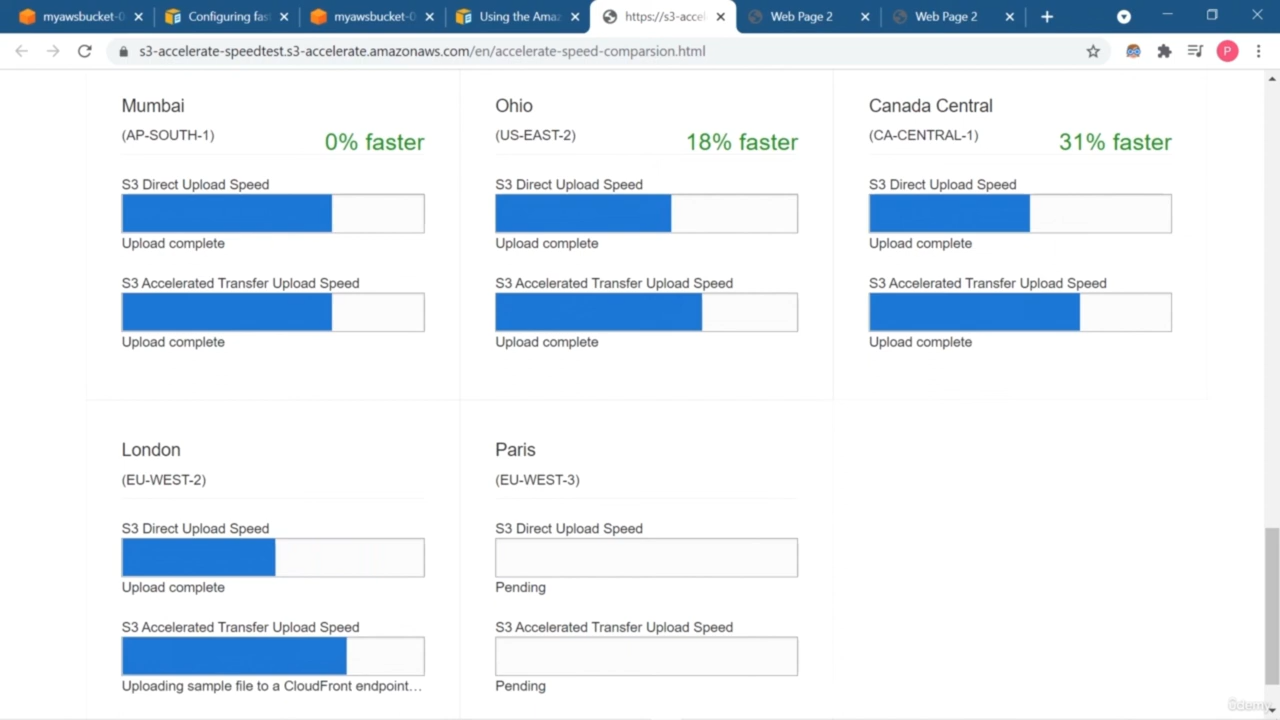 myawsbucket-0
Configuring fas
myawsbucket-0
Using the Ama
https://s3-accel
Web Page 2
Web Page 2
s3-accelerate-speedtest.s3-accelerate.amazonaws.com/en/accelerate-speed-comparsion.html
P
Mumbai
(AP-SOUTH-1)
0% faster
S3 Direct Upload Speed
Upload complete
S3 Accelerated Transfer Upload Speed
Upload complete
Ohio
(US-EAST-2)
18% faster
S3 Direct Upload Speed
Upload complete
S3 Accelerated Transfer Upload Speed
Upload complete
Canada Central
(CA-CENTRAL-1)
31% faster
S3 Direct Upload Speed
Upload complete
S3 Accelerated Transfer Upload Speed
Upload complete
London
(EU-WEST-2)
S3 Direct Upload Speed
Upload complete
S3 Accelerated Transfer Upload Speed
Uploading sample file to a CloudFront endpoint…
Paris
(EU-WEST-3)
S3 Direct Upload Speed
Pending
S3 Accelerated Transfer Upload Speed
Pending
ûdemy